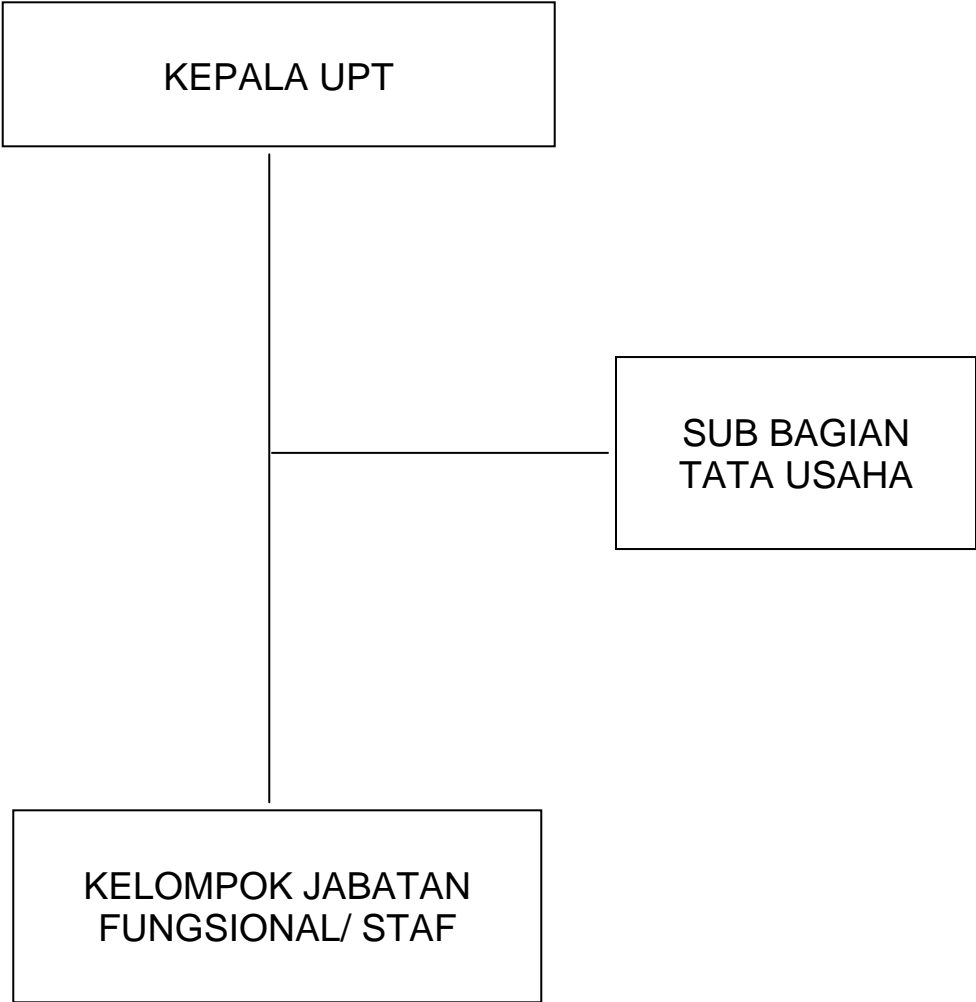 KEPALA UPT
SUB BAGIAN
TATA USAHA
KELOMPOK JABATAN
FUNGSIONAL/ STAF